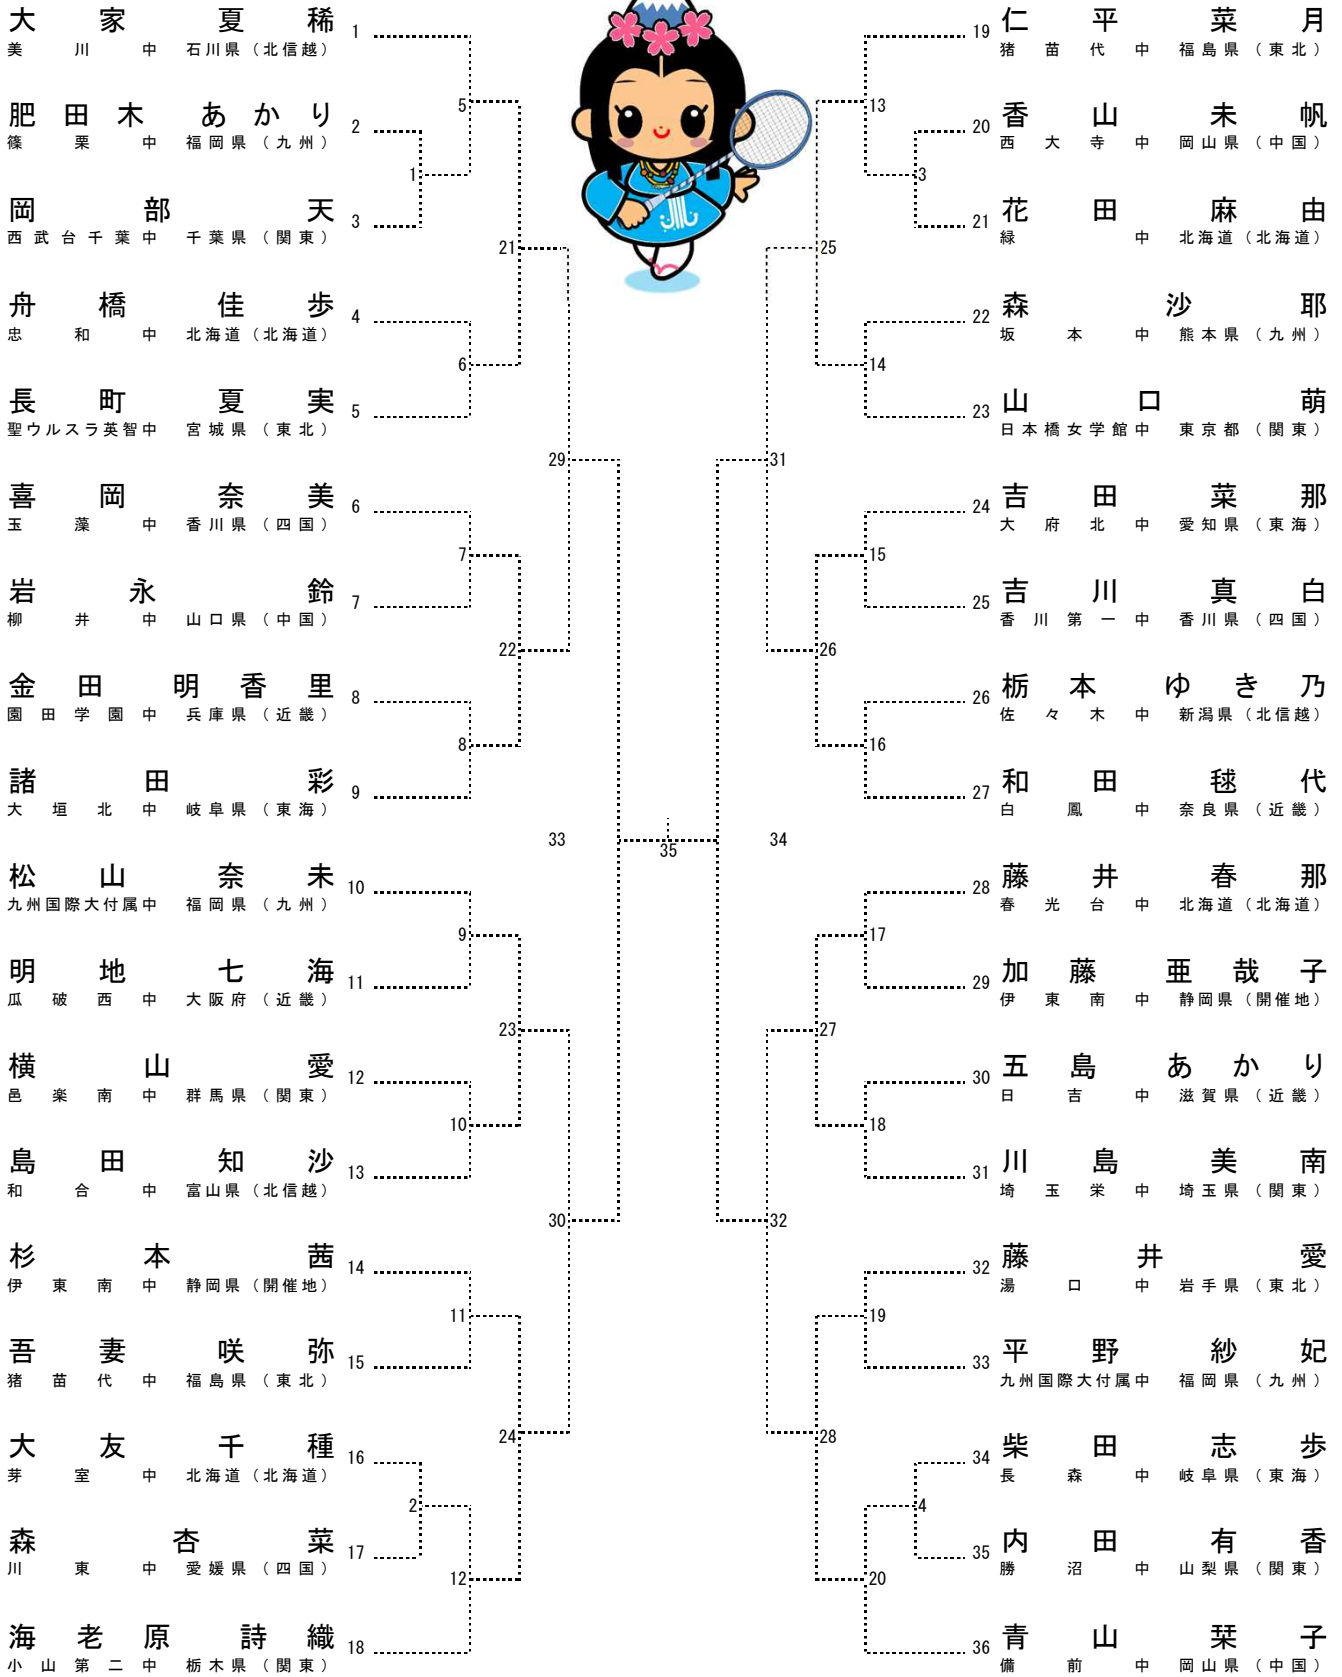 大家夏稀 1
美川中 石川県（北信越）
肥田木あかり 2
篠栗中 福岡県（九州）
岡部天 3
西武台千葉中 千葉県（関東）
舟橋佳歩 4
忠和中 北海道（北海道）
長町夏実 5
聖ウルスラ英智中 宮城県（東北）
喜岡奈美 6
玉藻中 香川県（四国）
岩永鈴 7
柳井中 山口県（中国）
金田明香里 8
園田学園中 兵庫県（近畿）
諸田彩 9
大垣北中 岐阜県（東海）
松山奈未 10
九州国際大付属中 福岡県（九州）
明地七海 11
瓜破西中 大阪府（近畿）
横山愛 12
邑楽南中 群馬県（関東）
島田知沙 13
和合中 富山県（北信越）
杉本茜 14
伊東南中 静岡県（開催地）
吾妻咲弥 15
猪苗代中 福島県（東北）
大友千種 16
芽室中 北海道（北海道）
森杏菜 17
川東中 愛媛県（四国）
海老原詩織 18
小山第二中 栃木県（関東）
1
2
5
6
7
8
9
10
11
12
21
22
23
24
29
30
33
35
34
31
32
25
26
27
28
13
14
15
16
17
18
19
20
3
4
19 仁平菜月
猪苗代中 福島県（東北）
20 香山未帆
西大寺中 岡山県（中国）
21 花田麻由
緑中 北海道（北海道）
22 森沙耶
坂本中 熊本県（九州）
23 山口萌
日本橋女学館中 東京都（関東）
24 吉田菜那
大府北中 愛知県（東海）
25 吉川真白
香川第一中 香川県（四国）
26 栃本ゆき乃
佐々木中 新潟県（北信越）
27 和田毬代
白鳳中 奈良県（近畿）
28 藤井春那
春光台中 北海道（北海道）
29 加藤亜哉子
伊東南中 静岡県（開催地）
30 五島あかり
日吉中 滋賀県（近畿）
31 川島美南
埼玉栄中 埼玉県（関東）
32 藤井愛
湯口中 岩手県（東北）
33 平野紗妃
九州国際大付属中 福岡県（九州）
34 柴田志歩
長森中 岐阜県（東海）
35 内田有香
勝沼中 山梨県（関東）
36 青山栞子
備前中 岡山県（中国）